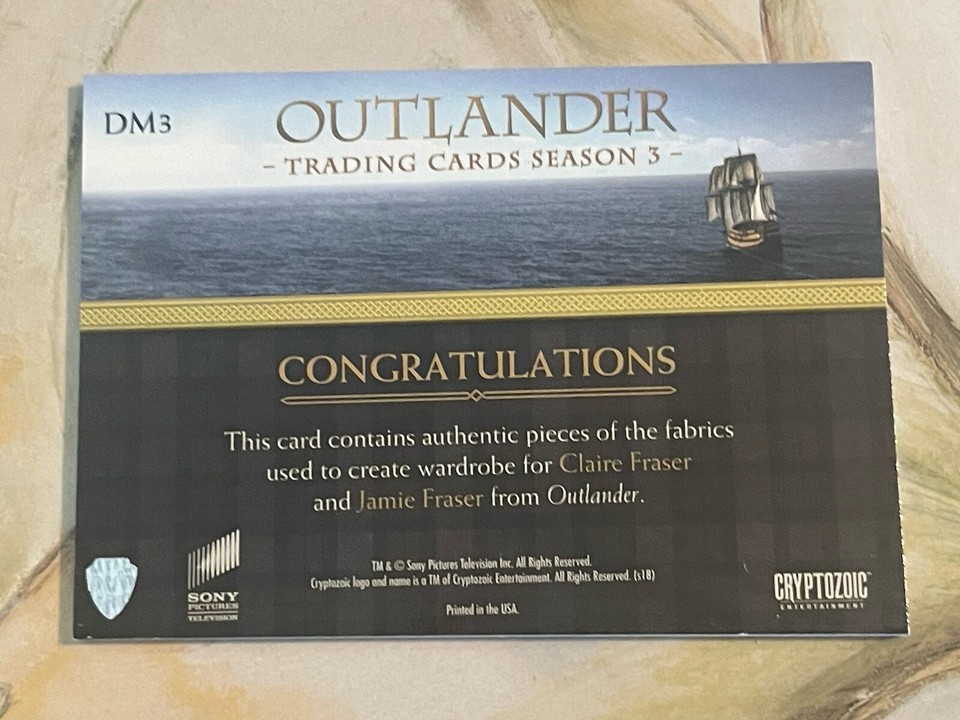 DM3
OUTLANDER
- TRADING CARDS SEASON 3 -
CONGRATULATIONS
This card contains authentic pieces of the fabrics
used to create wardrobe for Claire Fraser
and Jamie Fraser from Outlander.
TM & © Sony Pictures Television Inc. All Rights Reserved.
Cryptozoic logo and name is a TM of Cryptozoic Entertainment. All Rights Reserved. (s18)
Printed in the USA.
SONY
PICTURES
TELEVISION
CRYPTOZOIC™
ENTERTAINMENT